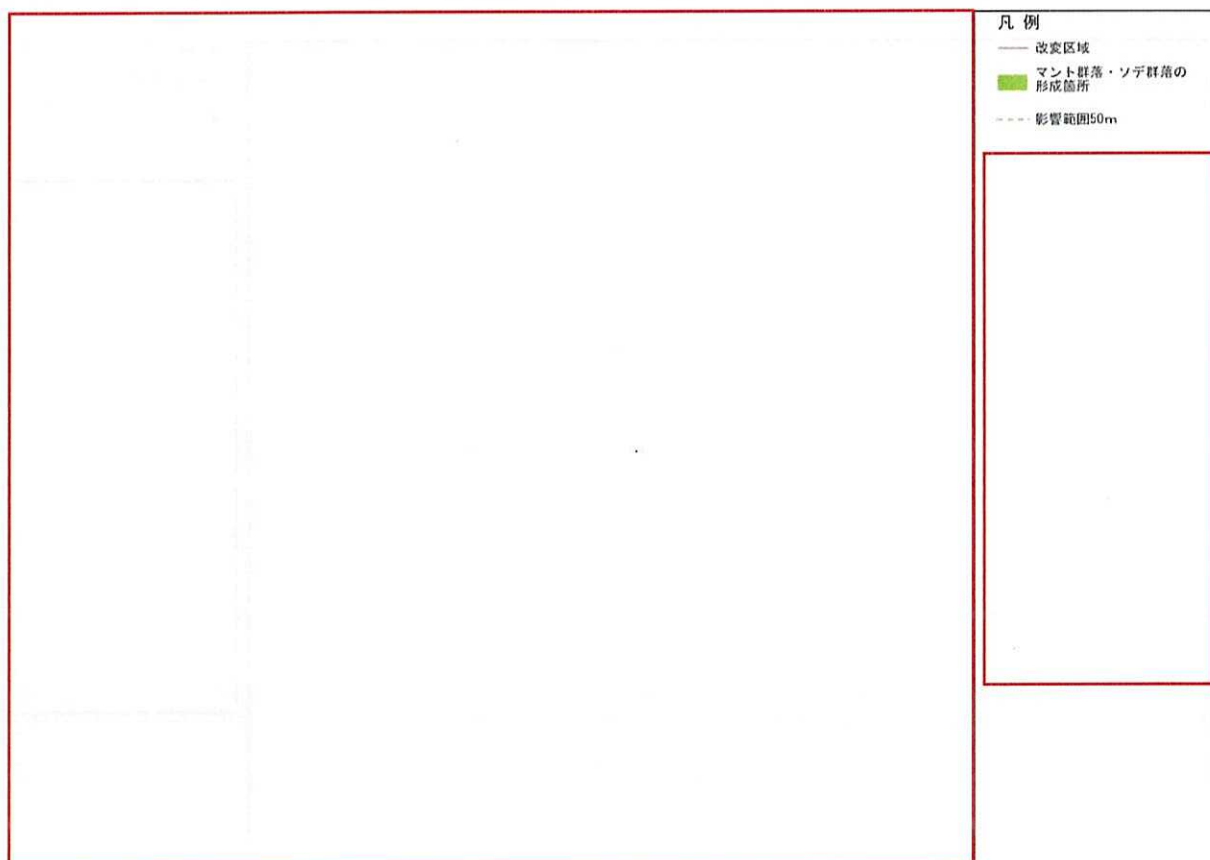 凡 例
改変区域
マント群落・ソデ群落の
形成箇所
影響範囲50m